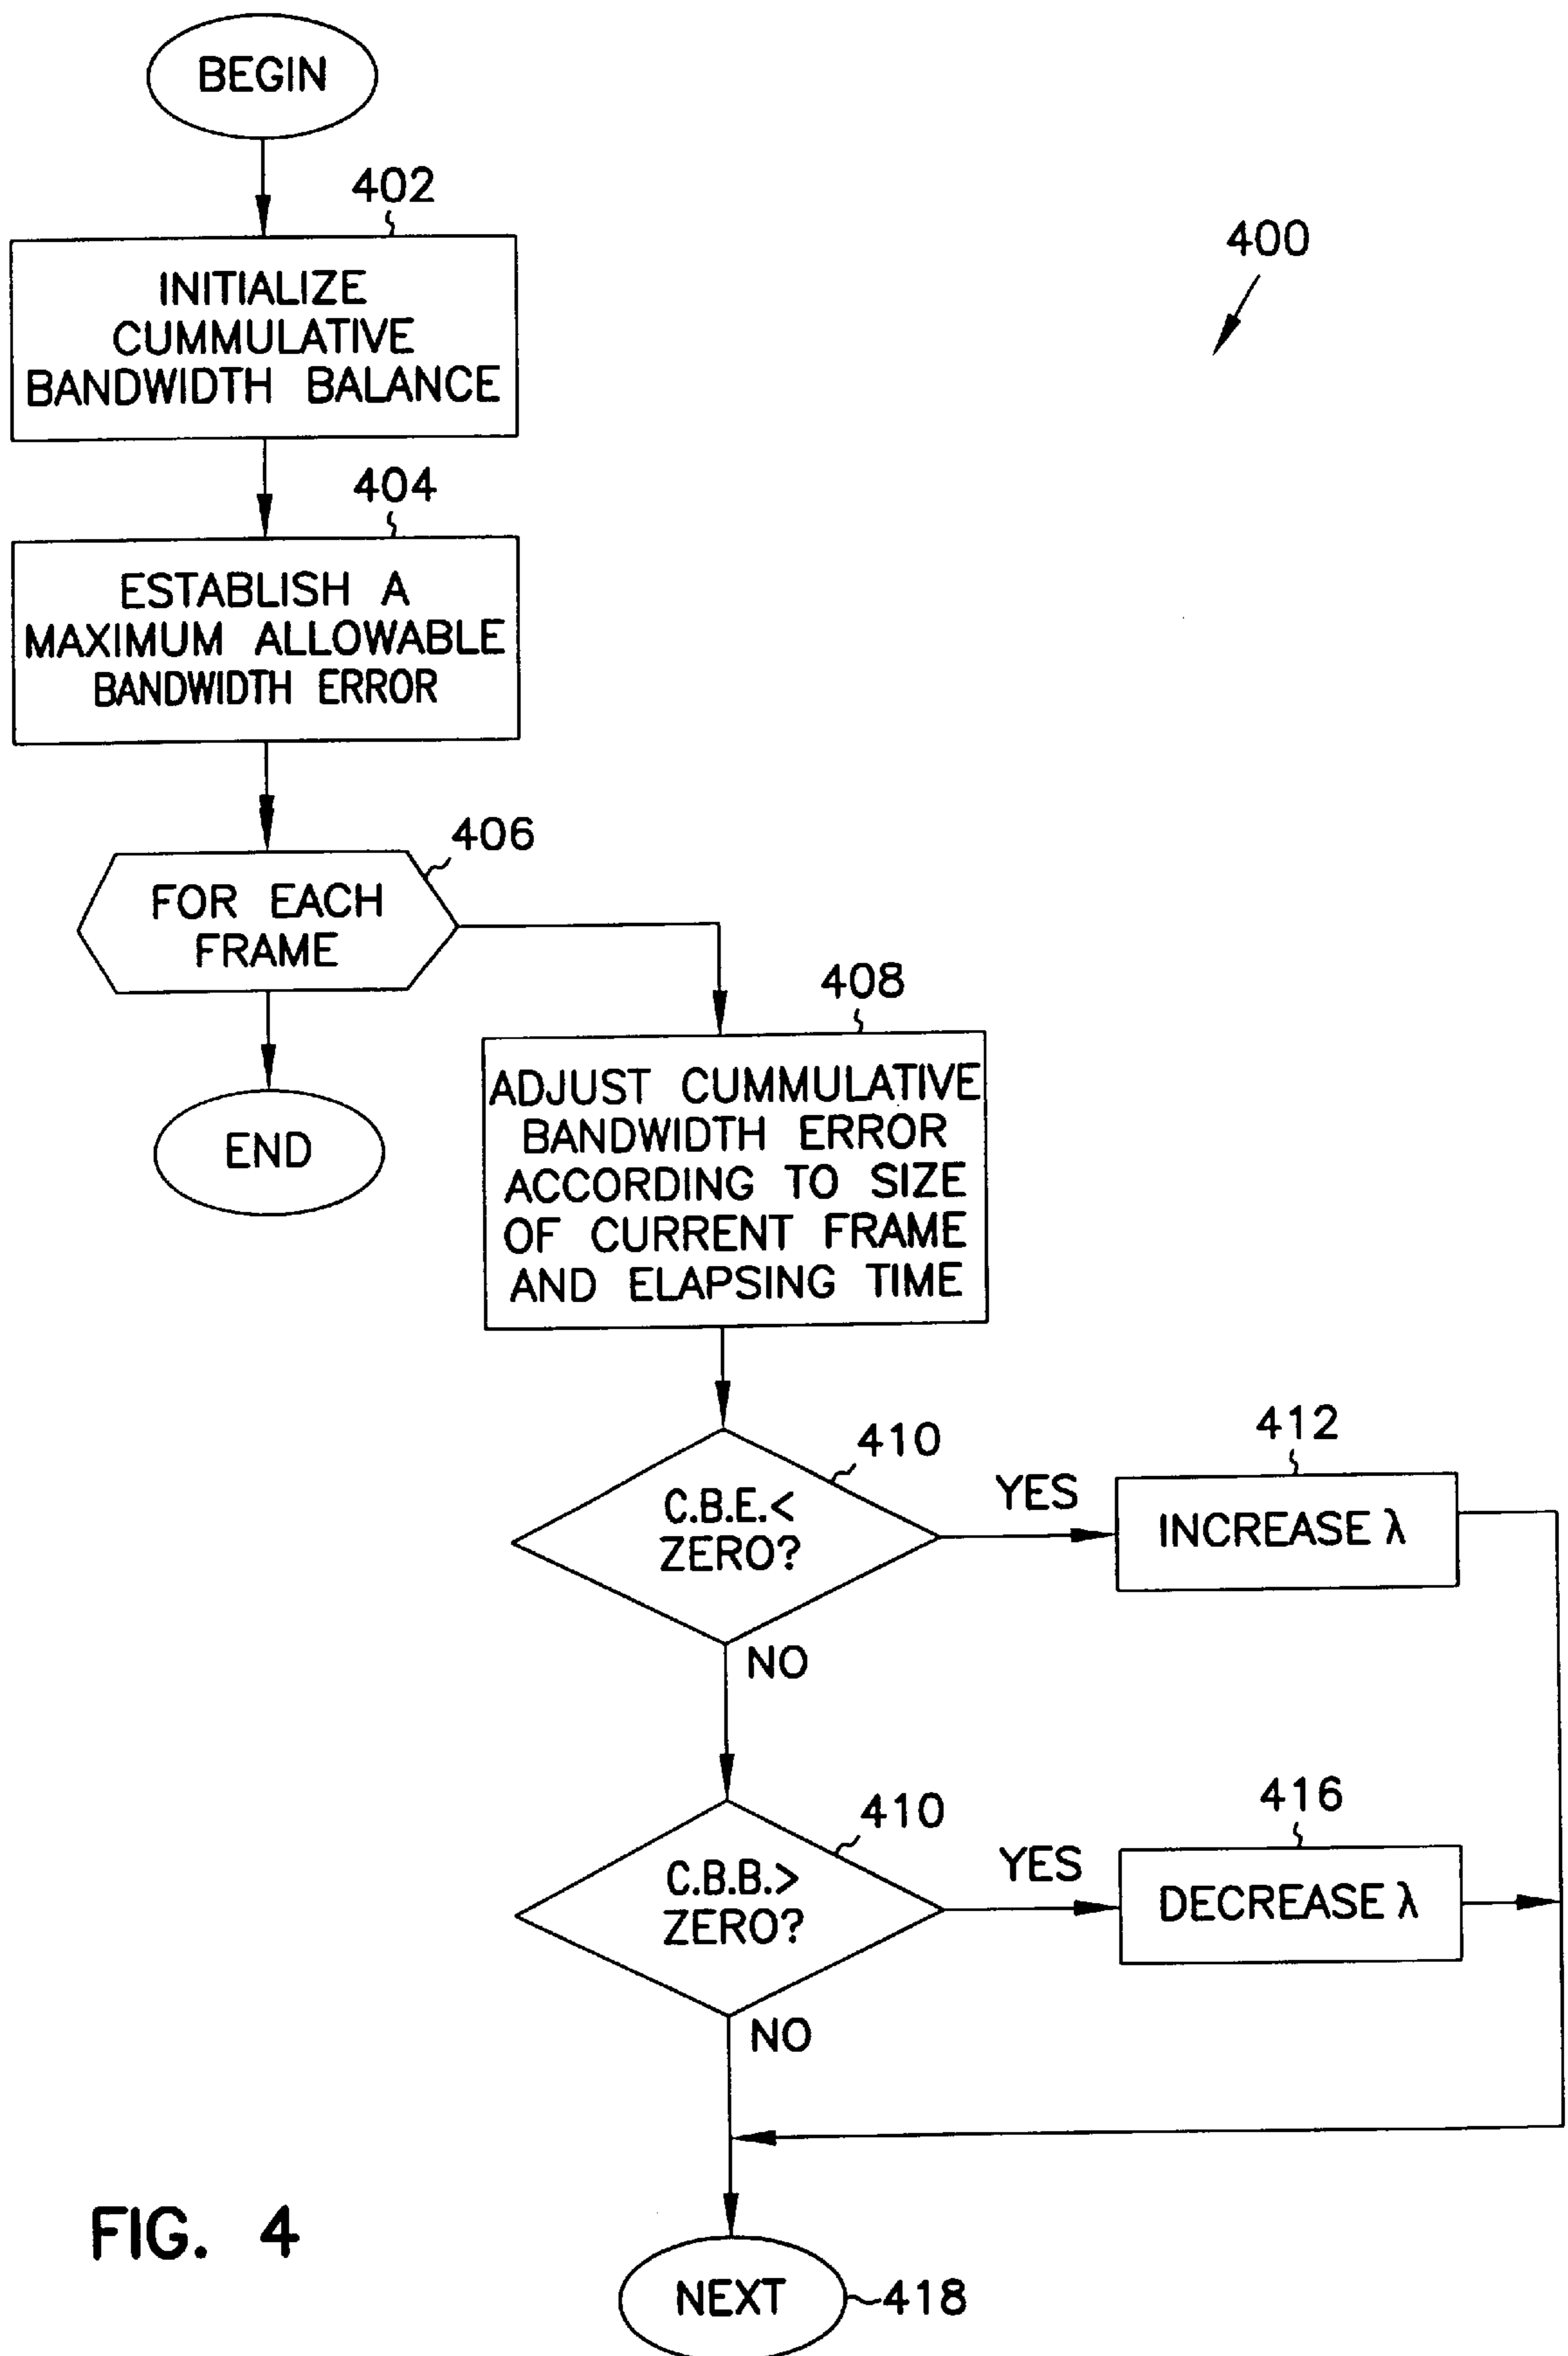 BEGIN
402
INITIALIZE
CUMMULATIVE
BANDWIDTH BALANCE
400
404
ESTABLISH A
MAXIMUM ALLOWABLE
BANDWIDTH ERROR
406
FOR EACH
FRAME
END
408
ADJUST CUMMULATIVE
BANDWIDTH ERROR
ACCORDING TO SIZE
OF CURRENT FRAME
AND ELAPSING TIME
410
C.B.E.<
ZERO?
YES
412
INCREASE λ
NO
410
C.B.B.>
ZERO?
YES
416
DECREASE λ
NO
NEXT
418
FIG. 4